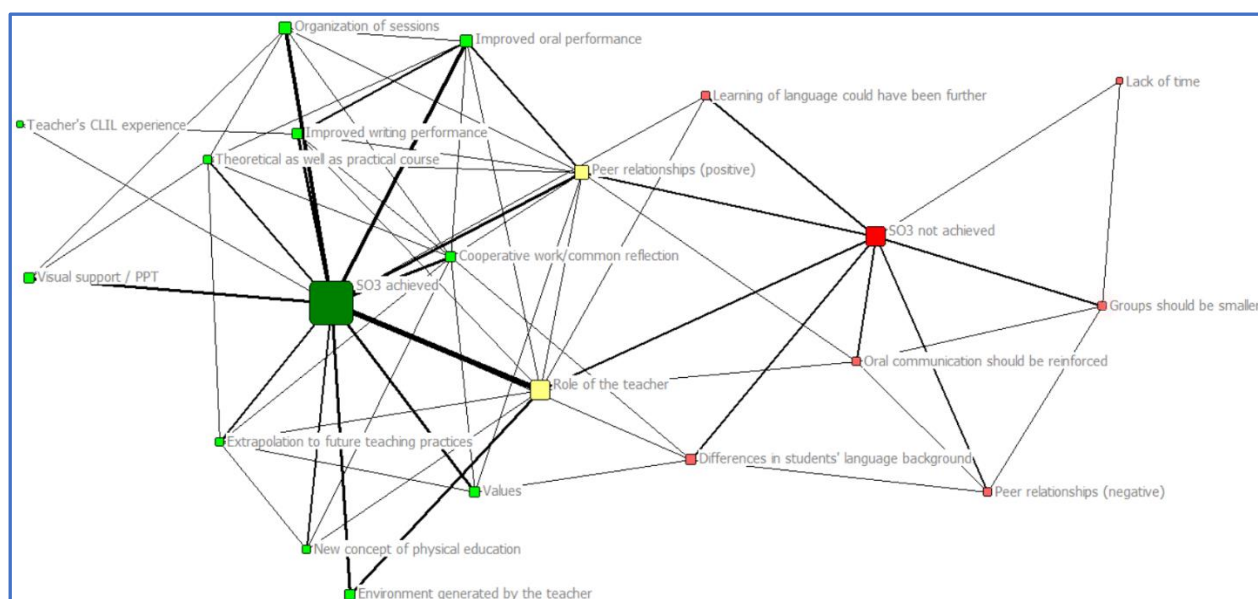 Organization of sessions
Improved oral performance
Lack of time
Learning of language could have been further
Teacher's CLIL experience
Improved writing performance
Theoretical as well as practical course
Peer relationships (positive)
SO3 not achieved
Cooperative work/common reflection
Visual support / PPT
SO3 achieved
Groups should be smaller
Oral communication should be reinforced
Role of the teacher
Extrapolation to future teaching practices
Differences in students' language background
Values
Peer relationships (negative)
New concept of physical education
Environment generated by the teacher